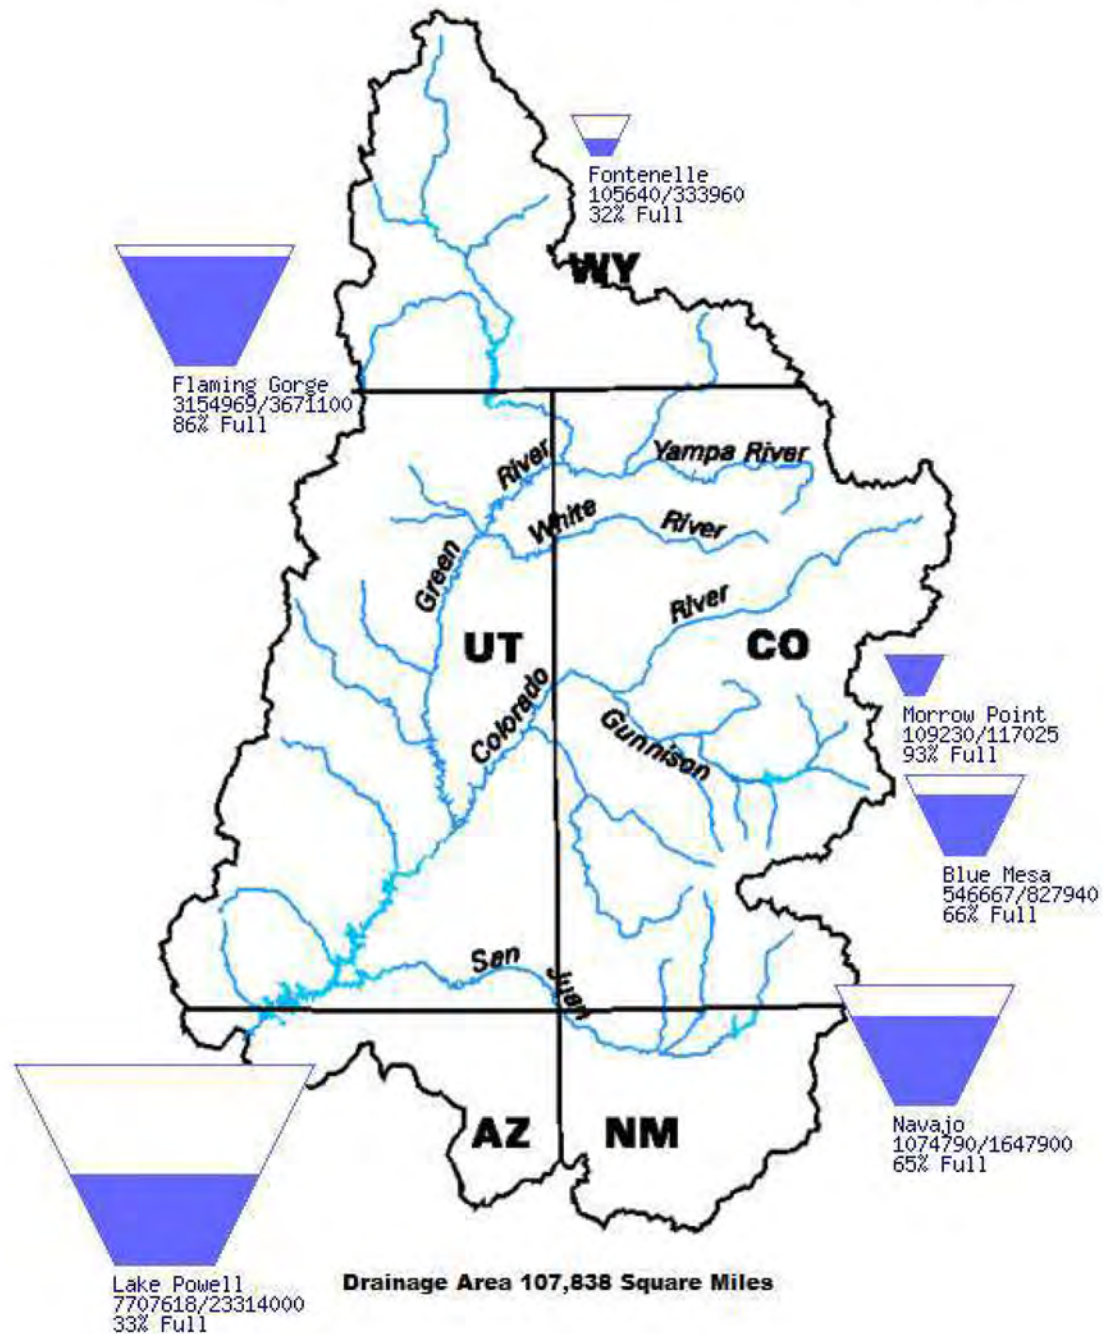 Fontenelle
105640/333960
32% Full
WY
Flaming Gorge
3154969/3671100
86% Full
Yampa River
River
White
River
Green
River
UT
CO
Colorado
Gunnison
Morrow Point
109230/117025
93% Full
Blue Mesa
546667/827940
66% Full
San
Juan
Navajo
1074790/1647900
65% Full
AZ
NM
Lake Powell
7707618/23314000
33% Full
Drainage Area 107,838 Square Miles